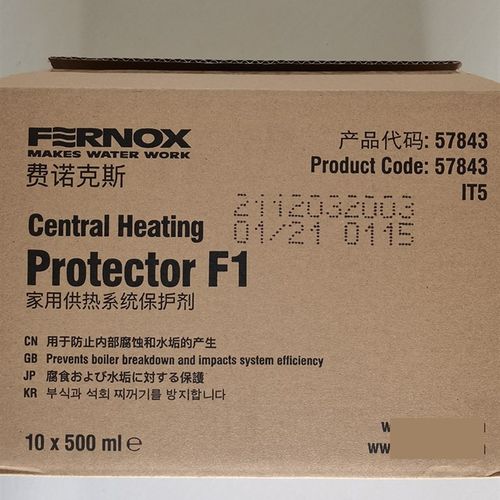 FERNOX
MAKES WATER WORK
费诺克斯
产品代码: 57843
Product Code: 57843
IT5
2112032003
01/21 0115
Central Heating
Protector F1
家用供热系统保护剂
CN 用于防止内部腐蚀和水垢的产生
GB Prevents boiler breakdown and impacts system efficiency
JP 腐食および水垢に対する保護
KR 부식과 석회 찌꺼기를 방지합니다
10 x 500 ml ℮